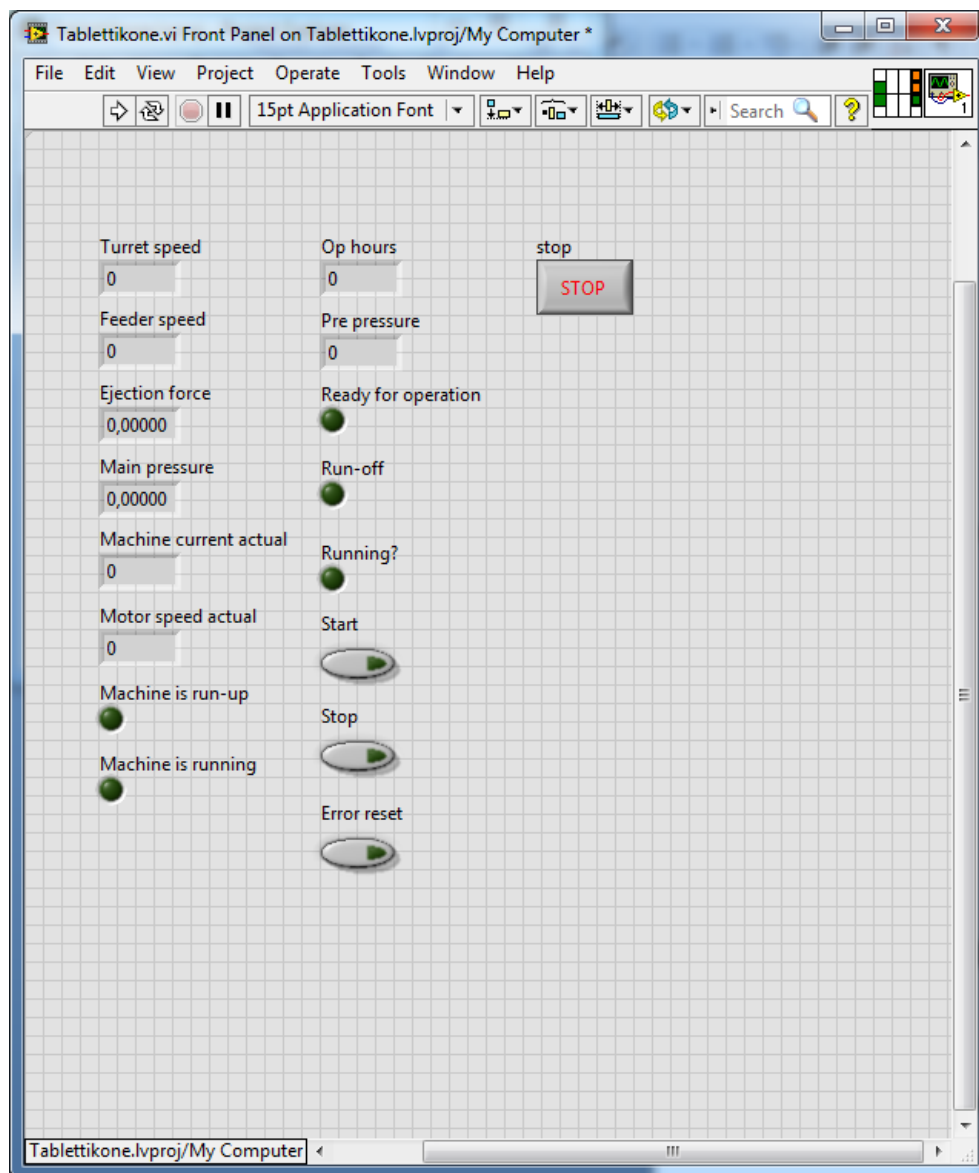 Tablettikone.vi Front Panel on Tablettikone.lvproj/My Computer *
File Edit View Project Operate Tools Window Help
15pt Application Font Search ? 1
Turret speed Op hours stop
0 0 STOP
Feeder speed Pre pressure
0 0
Ejection force Ready for operation
0,00000
Main pressure Run-off
0,00000
Machine current actual Running?
0
Motor speed actual Start
0
Machine is run-up Stop
Machine is running
Error reset
Tablettikone.lvproj/My Computer